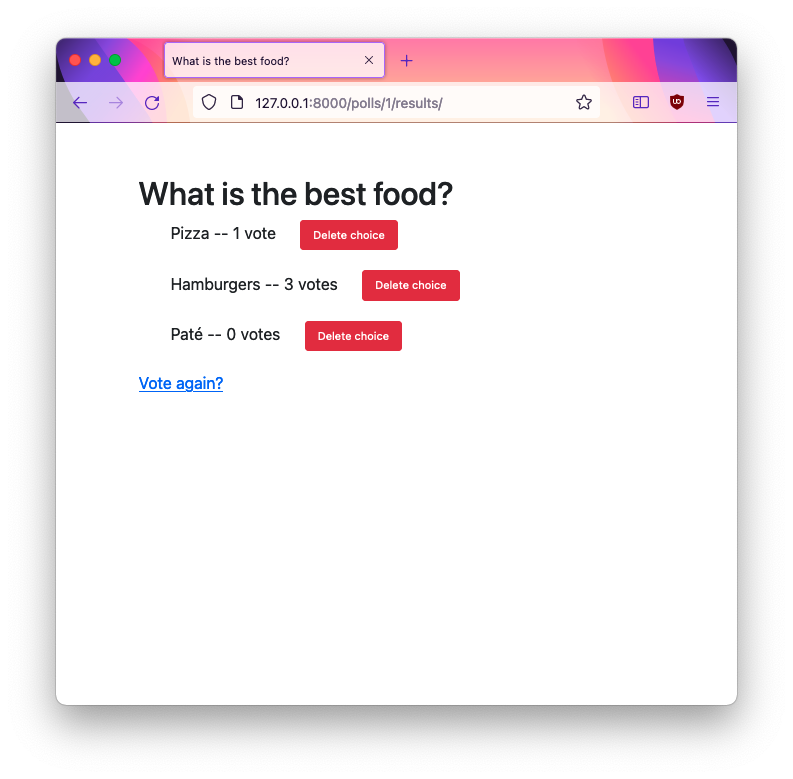 What is the best food?
127.0.0.1:8000/polls/1/results/
What is the best food?
Pizza -- 1 vote Delete choice
Hamburgers -- 3 votes Delete choice
Paté -- 0 votes Delete choice
Vote again?